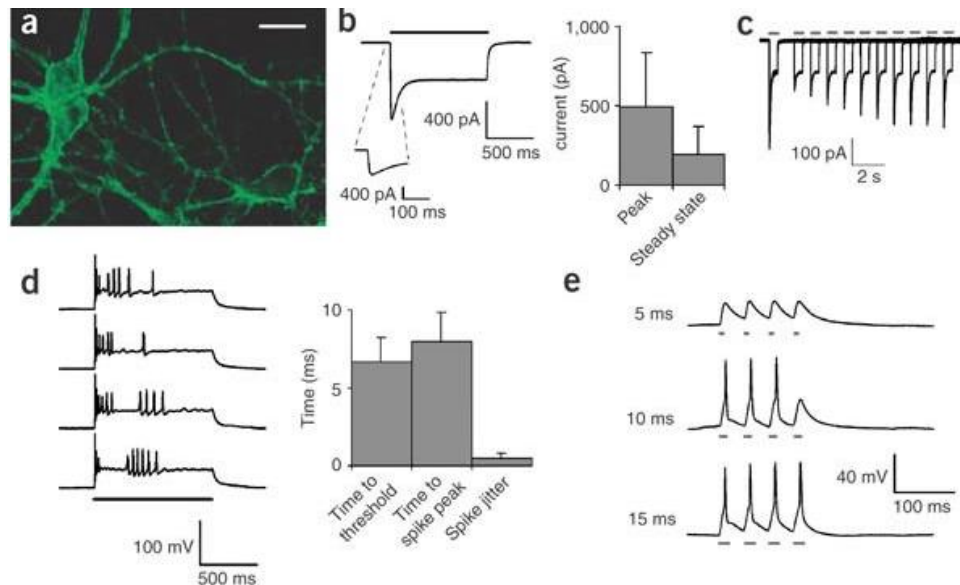 a
b
400 pA
500 ms
400 pA
100 ms
current (pA)
1,000
500
0
Peak
Steady state
c
100 pA
2 s
d
100 mV
500 ms
Time (ms)
10
5
0
Time to
threshold
Time to
spike peak
Spike jitter
e
5 ms
10 ms
15 ms
40 mV
100 ms